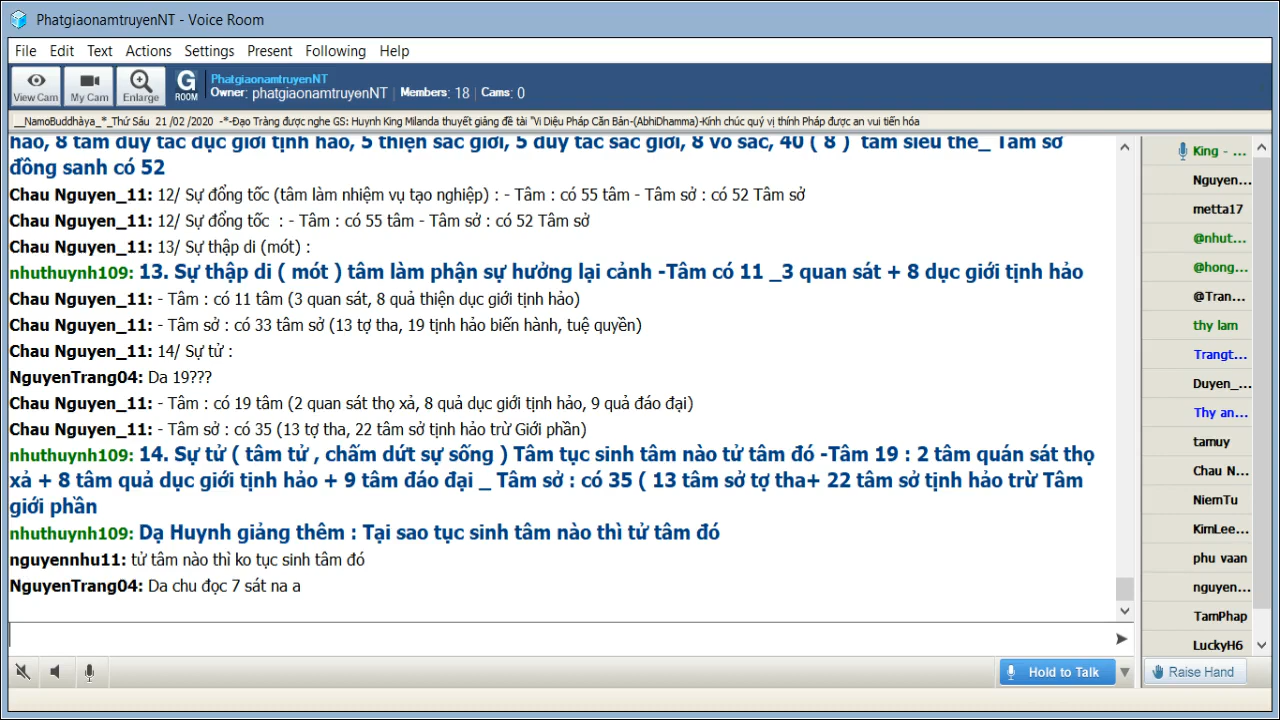 PhatgiaonamtruyenNT - Voice Room
File Edit Text Actions Settings Present Following Help
View Cam
My Cam
Enlarge
G
ROOM
PhatgiaonamtruyenNT
Owner: phatgiaonamtruyenNT | Members: 18 | Cams: 0
__NamoBuddhàya_*_Thứ Sáu 21 /02 /2020 -*-Đạo Tràng được nghe GS: Huynh King Milanda thuyết giảng đề tài "Vi Diệu Pháp Căn Bản-(AbhiDhamma)-Kính chúc quý vị thính Pháp được an vui tiến hóa
hảo, 8 tâm duy tác dục giới tịnh hảo, 5 thiện sắc giới, 5 duy tác sắc giới, 8 vô sắc, 40 ( 8 ) tâm siêu thế_ Tâm sở
đồng sanh có 52
Chau Nguyen_11: 12/ Sự đổng tốc (tâm làm nhiệm vụ tạo nghiệp) : - Tâm : có 55 tâm - Tâm sở : có 52 Tâm sở
Chau Nguyen_11: 12/ Sự đổng tốc : - Tâm : có 55 tâm - Tâm sở : có 52 Tâm sở
Chau Nguyen_11: 13/ Sự thập di (mót) :
nhuthuynh109: 13. Sự thập di ( mót ) tâm làm phận sự hưởng lại cảnh -Tâm có 11 _3 quan sát + 8 dục giới tịnh hảo
Chau Nguyen_11: - Tâm : có 11 tâm (3 quan sát, 8 quả thiện dục giới tịnh hảo)
Chau Nguyen_11: - Tâm sở : có 33 tâm sở (13 tợ tha, 19 tịnh hảo biến hành, tuệ quyền)
Chau Nguyen_11: 14/ Sự tử :
NguyenTrang04: Da 19???
Chau Nguyen_11: - Tâm : có 19 tâm (2 quan sát thọ xả, 8 quả dục giới tịnh hảo, 9 quả đáo đại)
Chau Nguyen_11: - Tâm sở : có 35 (13 tợ tha, 22 tâm sở tịnh hảo trừ Giới phần)
nhuthuynh109: 14. Sự tử ( tâm tử , chấm dứt sự sống ) Tâm tục sinh tâm nào tử tâm đó -Tâm 19 : 2 tâm quán sát thọ
xả + 8 tâm quả dục giới tịnh hảo + 9 tâm đáo đại _ Tâm sở : có 35 ( 13 tâm sở tợ tha+ 22 tâm sở tịnh hảo trừ Tâm
giới phần
nhuthuynh109: Dạ Huynh giảng thêm : Tại sao tục sinh tâm nào thì tử tâm đó
nguyennhu11: tử tâm nào thì ko tục sinh tâm đó
NguyenTrang04: Da chu đọc 7 sát na a
King - ...
Nguyen...
metta17
@nhut...
@hong...
@Tran...
thy lam
Trangt...
Duyen_...
Thy an...
tamuy
Chau N...
NiemTu
KimLee...
phu vaan
nguyen...
TamPhap
LuckyH6
Hold to Talk
Raise Hand